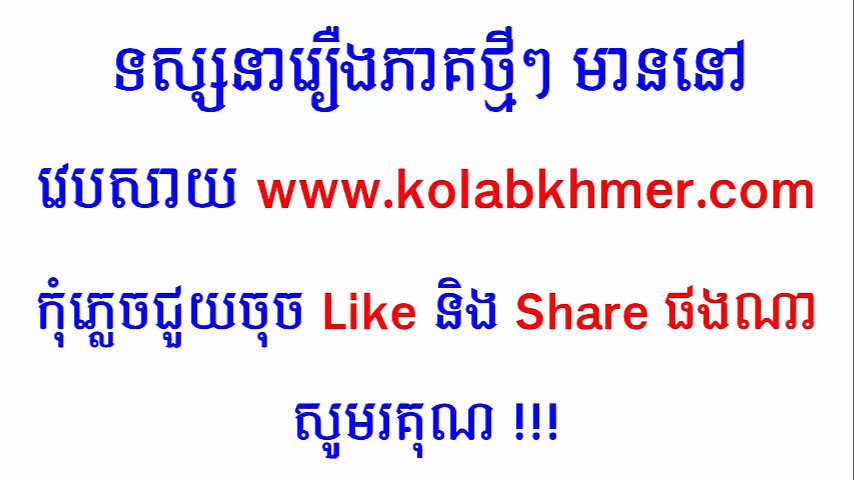 ទស្សនារឿងភាគថ្មីៗ មាននៅ
វេបសាយ www.kolabkhmer.com
កុំភ្លេចជួយចុច Like និង Share ផងណា
សូមរគុណ !!!